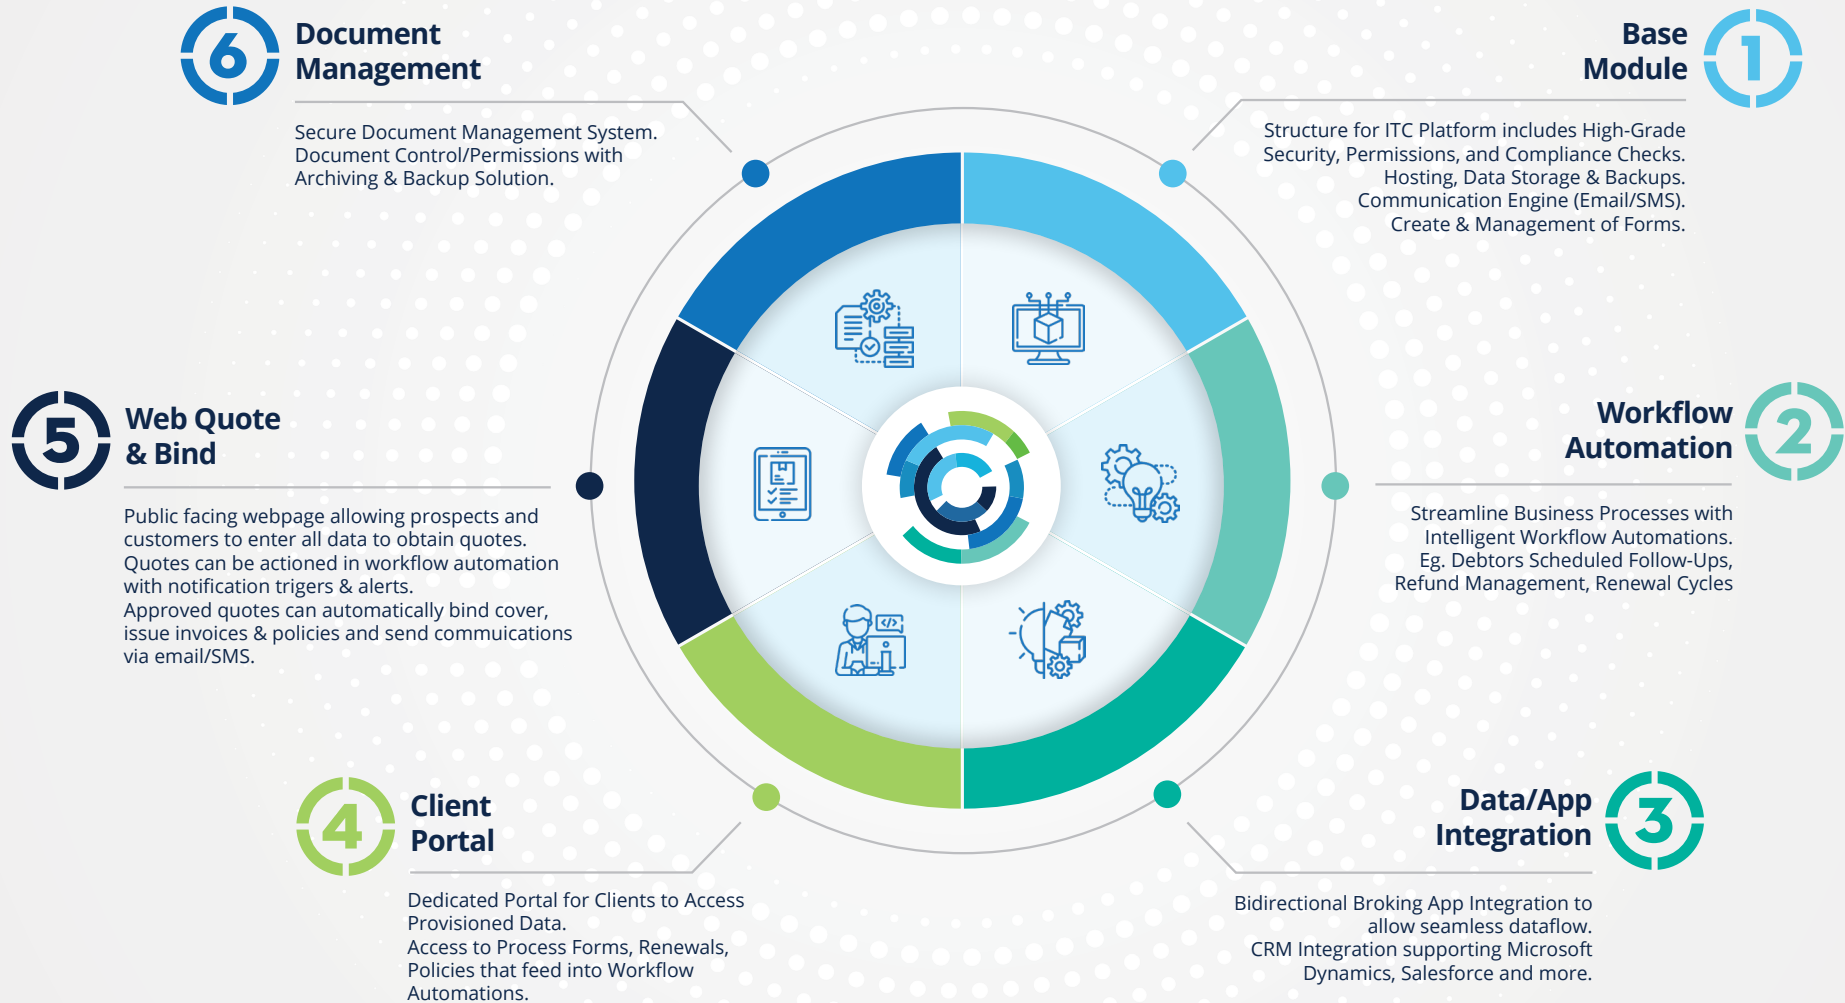 1
Base
Module
Structure for ITC Platform includes High-Grade
Security, Permissions, and Compliance Checks.
Hosting, Data Storage & Backups.
Communication Engine (Email/SMS).
Create & Management of Forms.
2
Workflow
Automation
Streamline Business Processes with
Intelligent Workflow Automations.
Eg. Debtors Scheduled Follow-Ups,
Refund Management, Renewal Cycles
3
Data/App
Integration
Bidirectional Broking App Integration to
allow seamless dataflow.
CRM Integration supporting Microsoft
Dynamics, Salesforce and more.
4
Client
Portal
Dedicated Portal for Clients to Access
Provisioned Data.
Access to Process Forms, Renewals,
Policies that feed into Workflow
Automations.
5
Web Quote
& Bind
Public facing webpage allowing prospects and
customers to enter all data to obtain quotes.
Quotes can be actioned in workflow automation
with notification trigers & alerts.
Approved quotes can automatically bind cover,
issue invoices & policies and send commuications
via email/SMS.
6
Document
Management
Secure Document Management System.
Document Control/Permissions with
Archiving & Backup Solution.